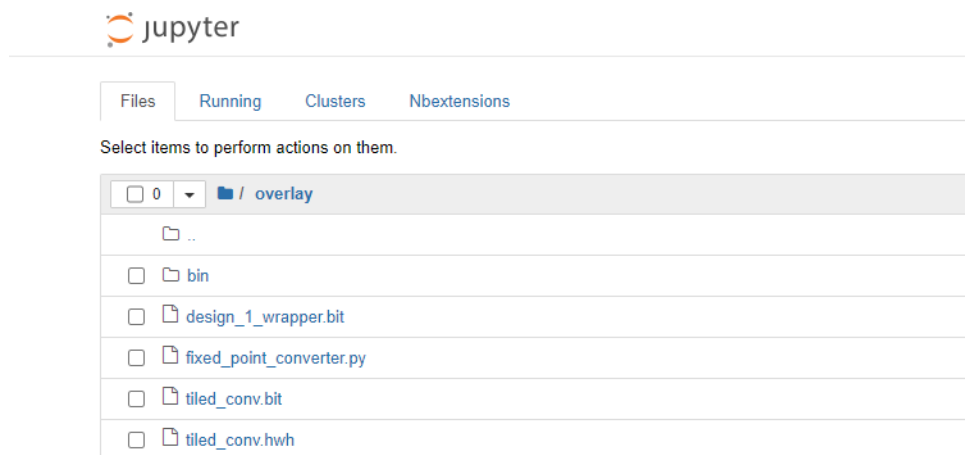 jupyter
Files Running Clusters Nbextensions
Select items to perform actions on them.
0 / overlay
..
bin
design_1_wrapper.bit
fixed_point_converter.py
tiled_conv.bit
tiled_conv.hwh